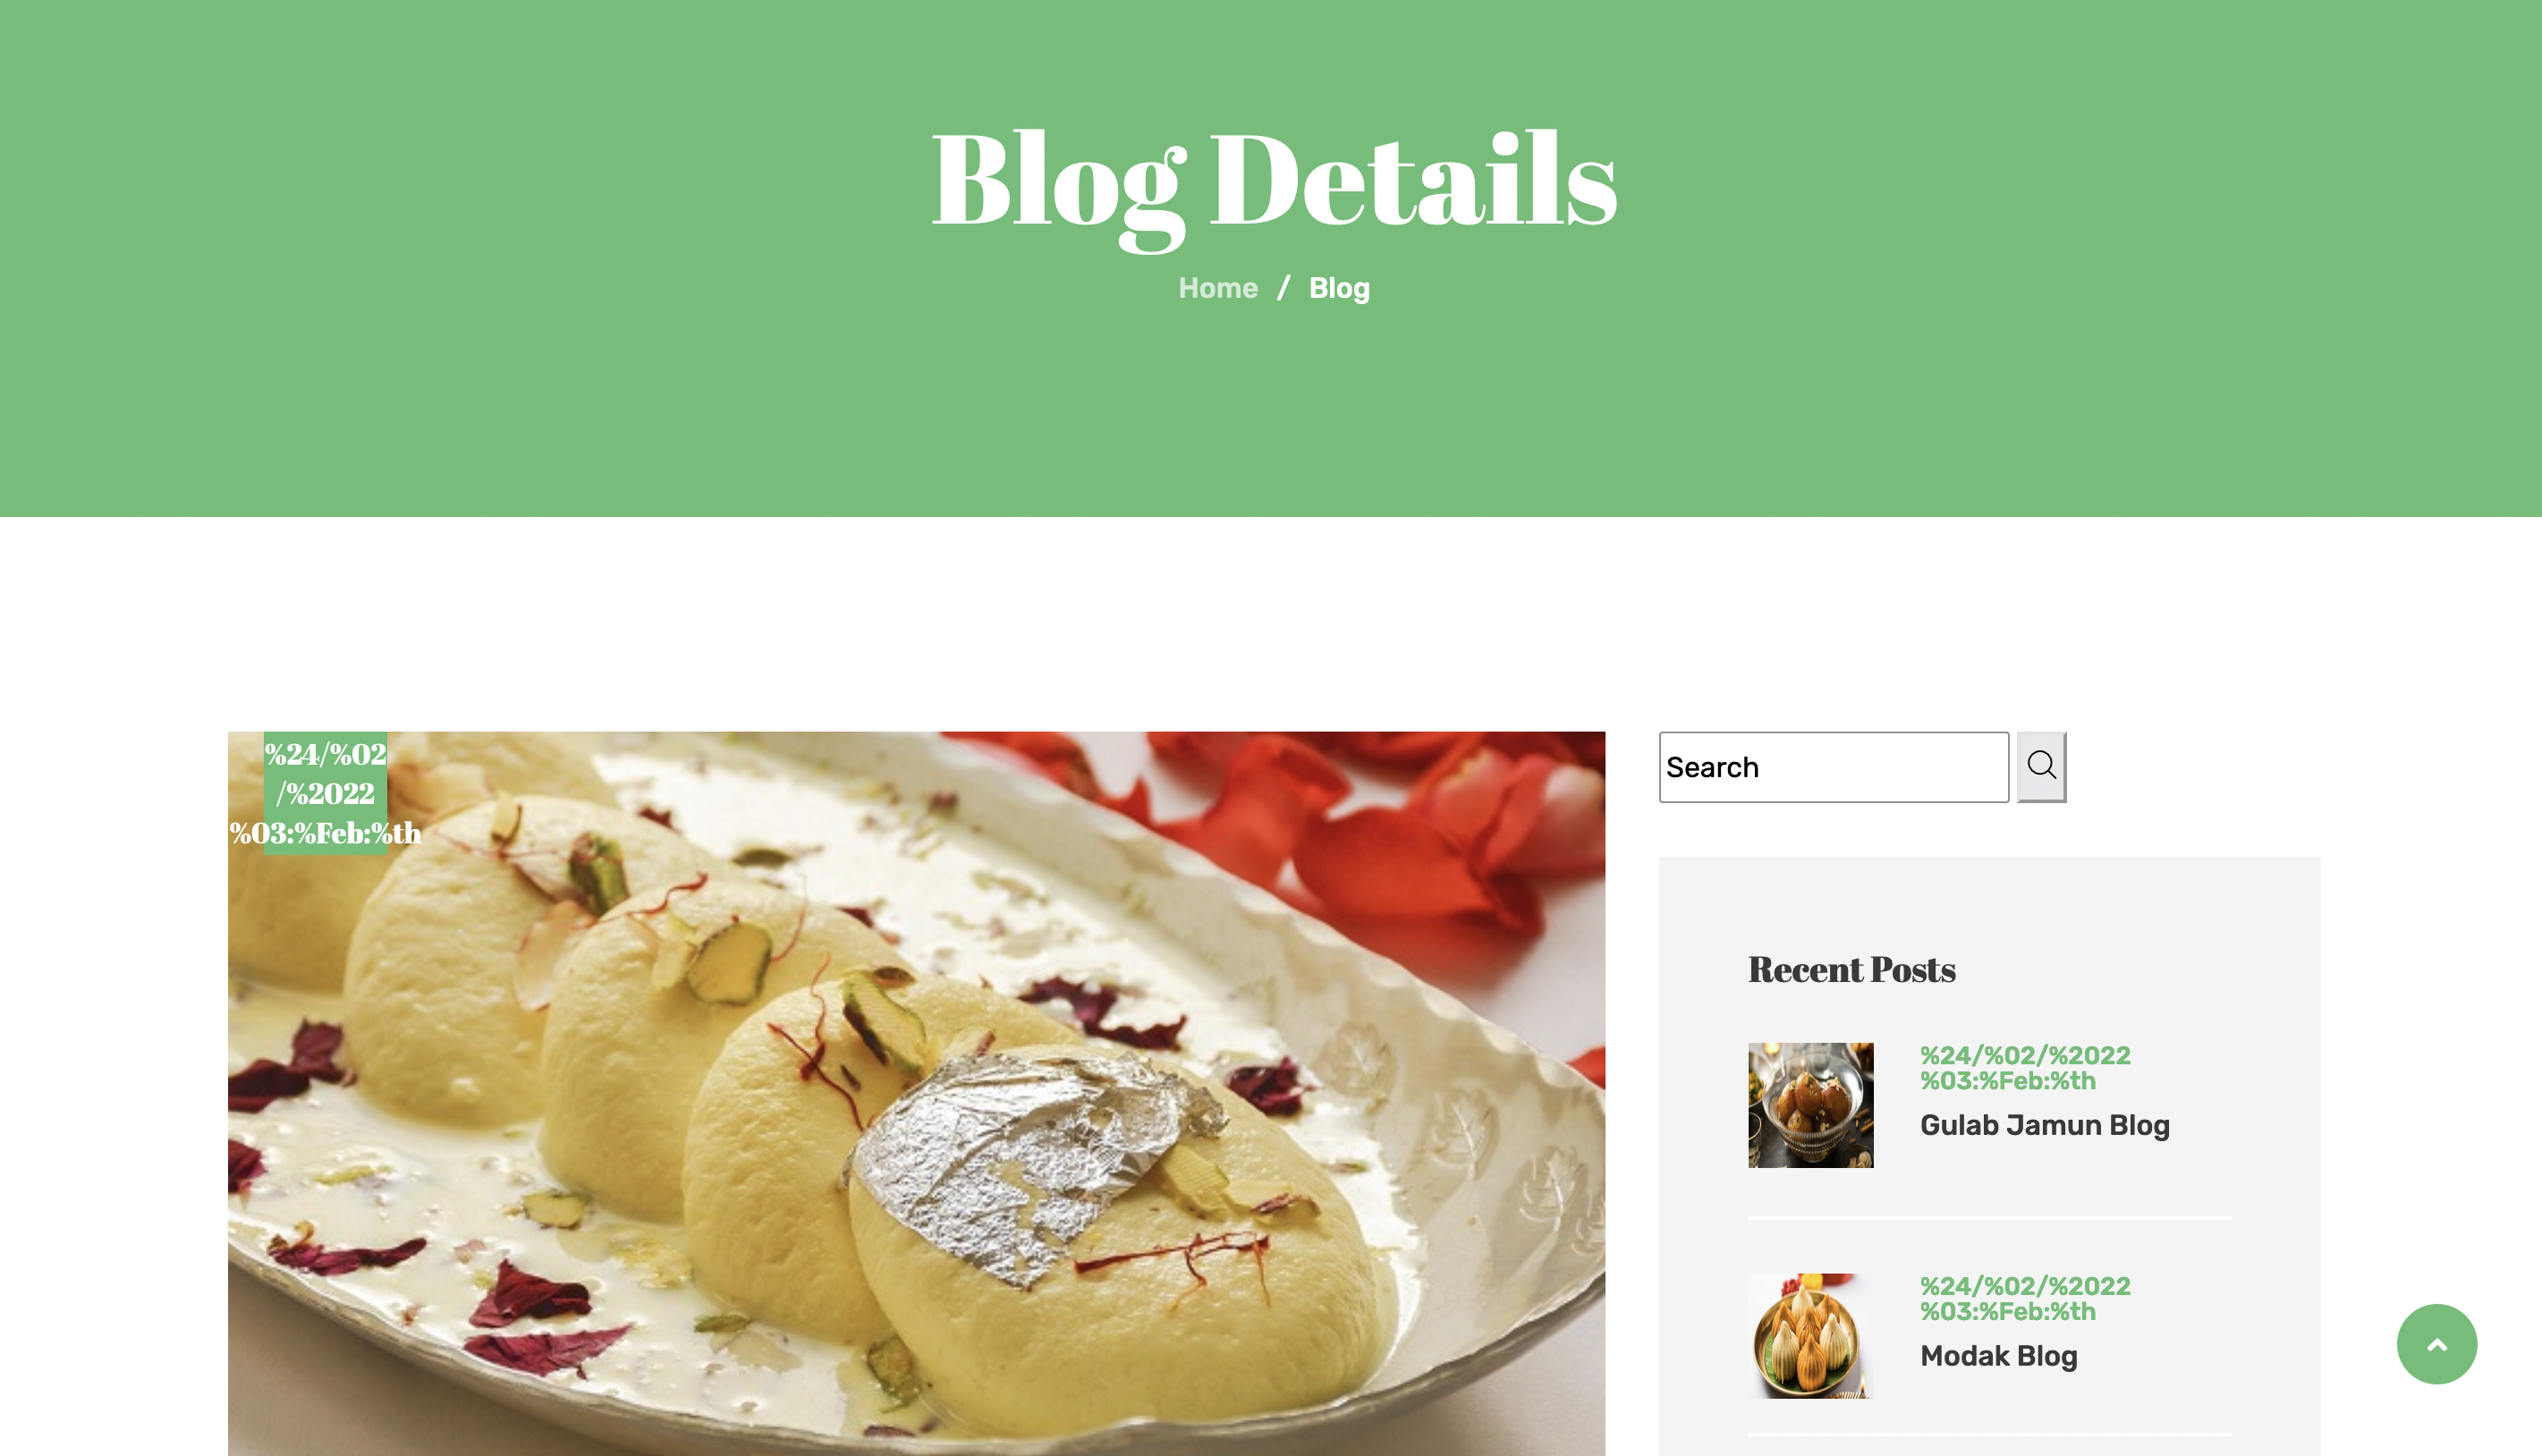 Blog Details
Home / Blog
%24/%02
/%2022
%03:%Feb:%th
Search
Recent Posts
%24/%02/%2022
%03:%Feb:%th
Gulab Jamun Blog
%24/%02/%2022
%03:%Feb:%th
Modak Blog